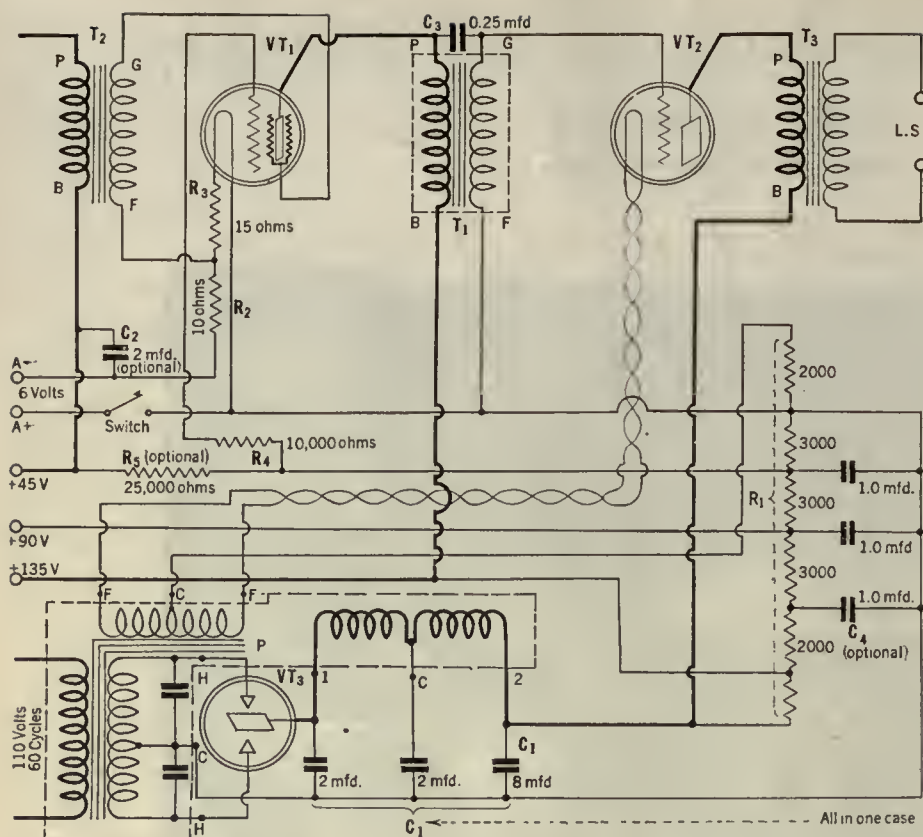 T2
P
G
B
F
VT1
C3
0.25 mfd
P
G
VT2
T3
P
B
L.S
R3
15 ohms
B
T1
F
10 ohms
R2
C2
2 mfd.
(optional)
A-
6 Volts
A+
Switch
10,000 ohms
R4
R5 (optional)
25,000 ohms
+45 V
+90 V
+135V
2000
3000
1.0 mfd.
R1
3000
1.0 mfd
3000
1.0 mfd.
C4
(optional)
2000
F
C
F
P
H
VT3
1
C
2
110 Volts
60 Cycles
C
H
2 mfd.
2 mfd.
C1
8 mfd
C1
All in one case